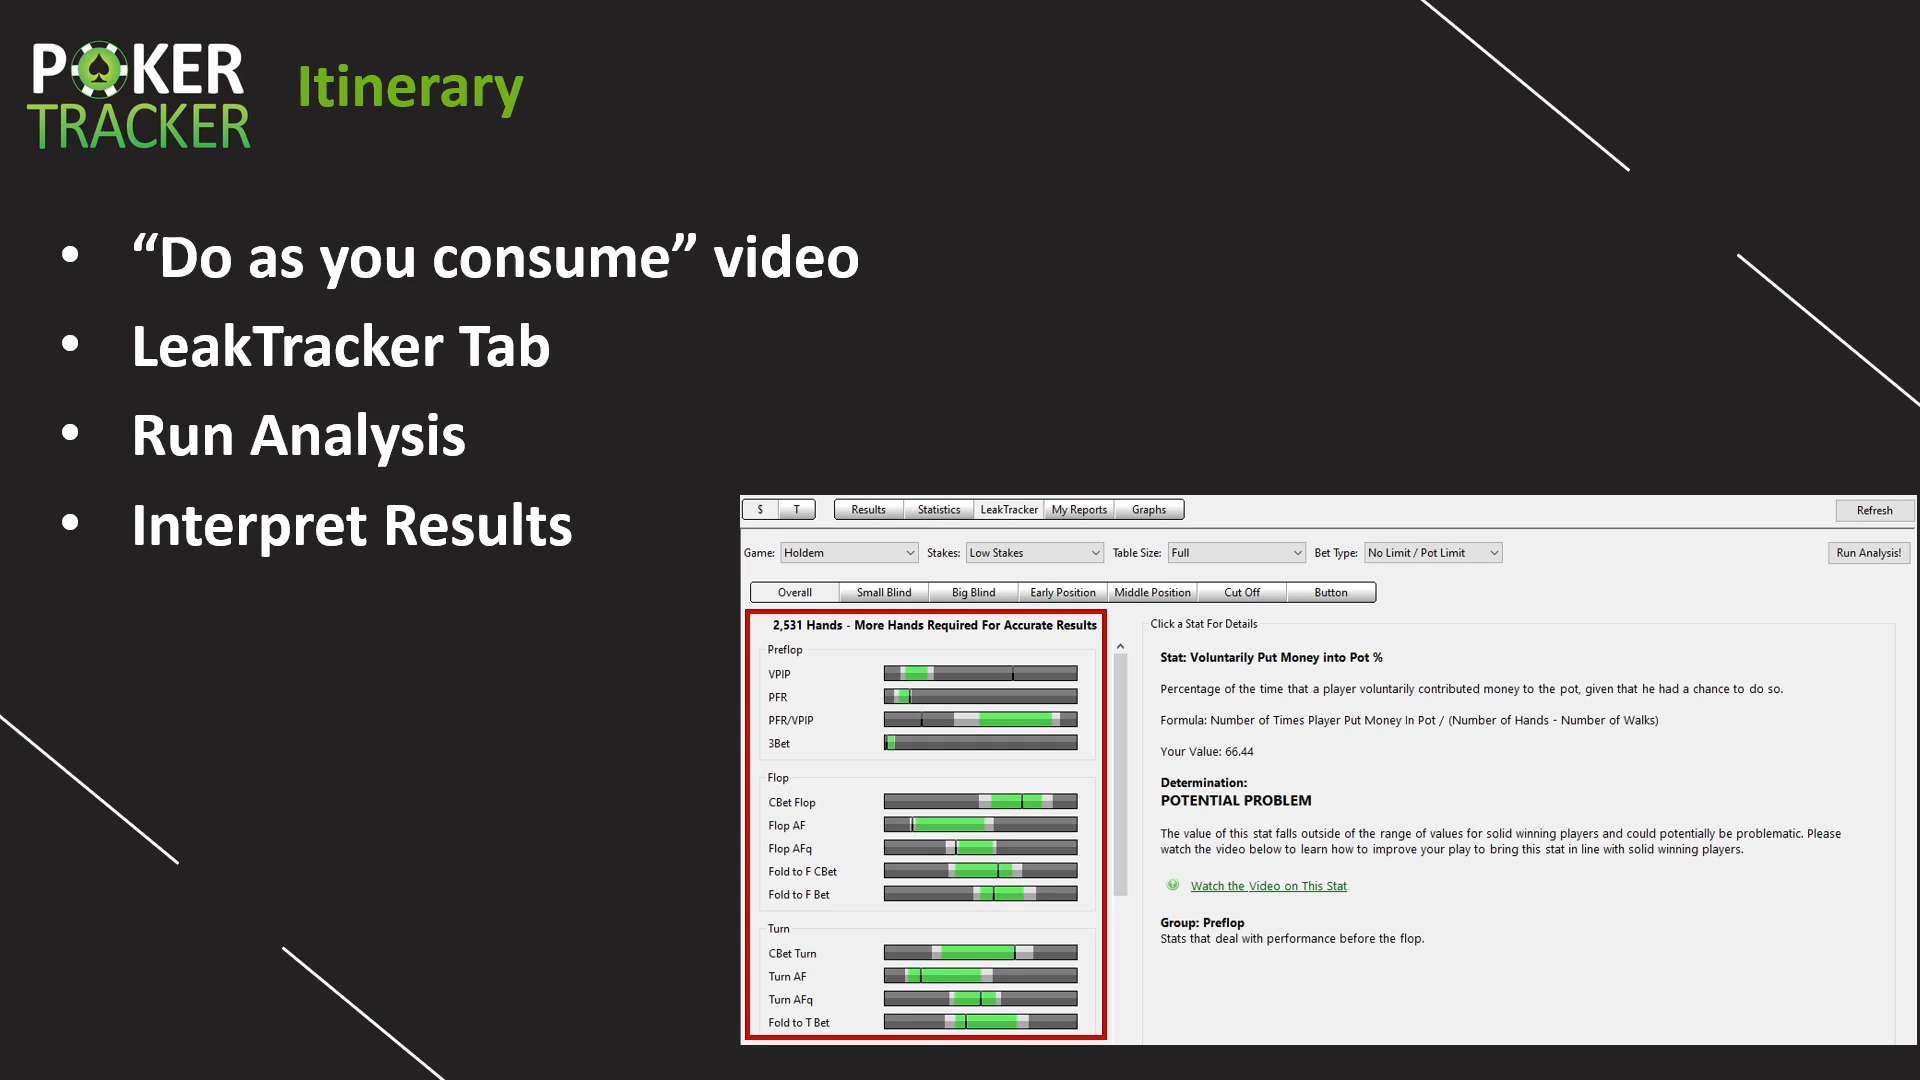 POKER
TRACKER
Itinerary
• “Do as you consume” video
• LeakTracker Tab
• Run Analysis
• Interpret Results
$ T Results Statistics LeakTracker My Reports Graphs Refresh
Game: Holdem Stakes: Low Stakes Table Size: Full Bet Type: No Limit / Pot Limit Run Analysis!
Overall Small Blind Big Blind Early Position Middle Position Cut Off Button
2,531 Hands - More Hands Required For Accurate Results
Preflop
VPIP
PFR
PFR/VPIP
3Bet
Flop
CBet Flop
Flop AF
Flop AFq
Fold to F CBet
Fold to F Bet
Turn
CBet Turn
Turn AF
Turn AFq
Fold to T Bet
Click a Stat For Details
Stat: Voluntarily Put Money into Pot %
Percentage of the time that a player voluntarily contributed money to the pot, given that he had a chance to do so.
Formula: Number of Times Player Put Money In Pot / (Number of Hands - Number of Walks)
Your Value: 66.44
Determination:
POTENTIAL PROBLEM
The value of this stat falls outside of the range of values for solid winning players and could potentially be problematic. Please
watch the video below to learn how to improve your play to bring this stat in line with solid winning players.
Watch the Video on This Stat
Group: Preflop
Stats that deal with performance before the flop.